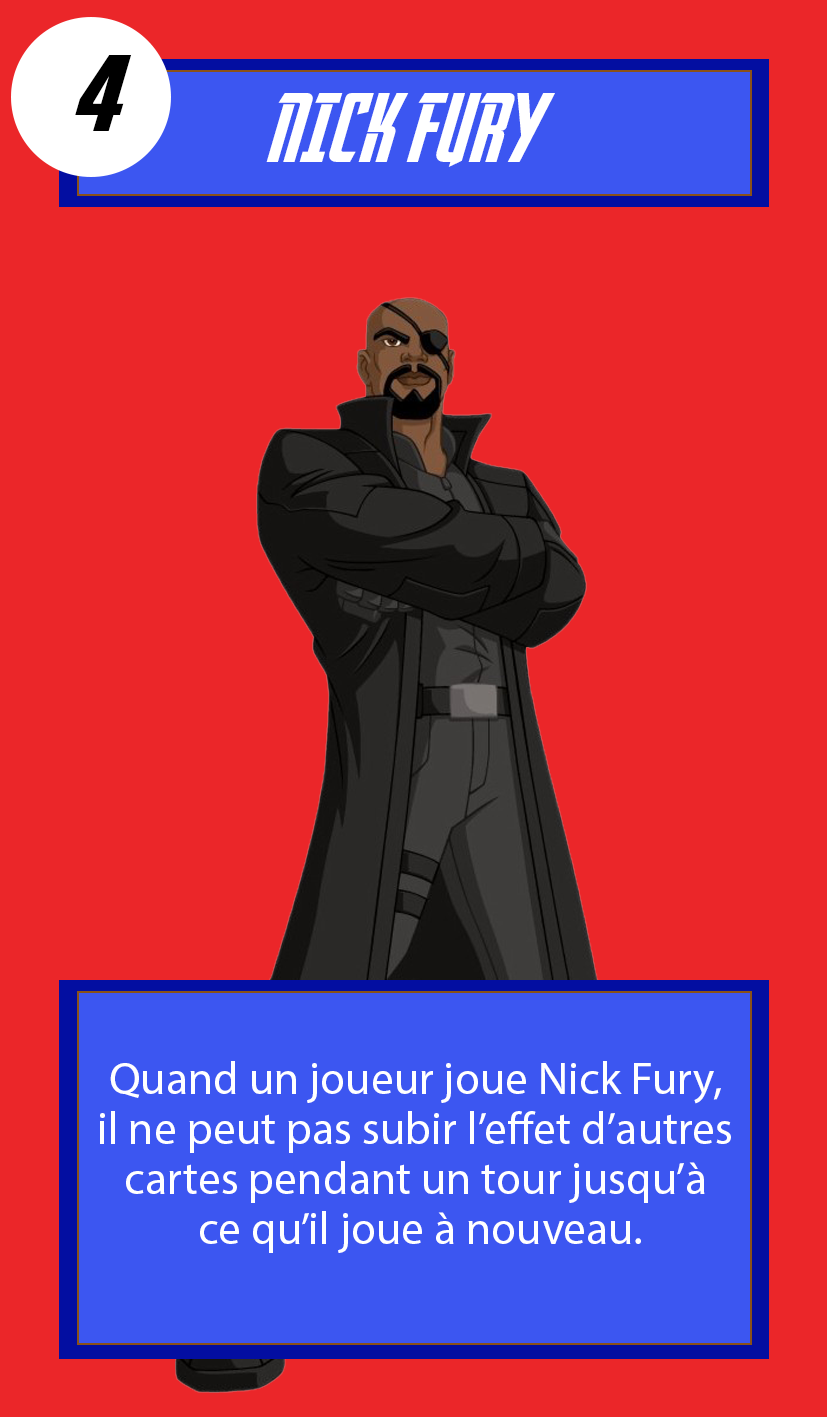 4
NICK FURY
Quand un joueur joue Nick Fury,
il ne peut pas subir l’effet d’autres
cartes pendant un tour jusqu’à
ce qu’il joue à nouveau.